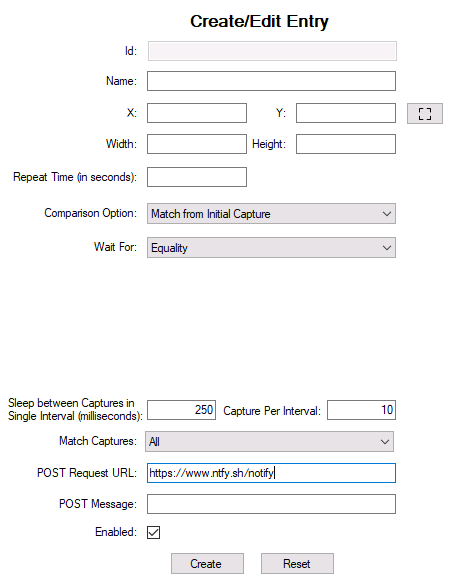 Create/Edit Entry
Id:
Name:
X: Y:
Width: Height:
Repeat Time (in seconds):
Comparison Option: Match from Initial Capture
Wait For: Equality
Sleep between Captures in
Single Interval (milliseconds): 250 Capture Per Interval: 10
Match Captures: All
POST Request URL: https://www.ntfy.sh/notify
POST Message:
Enabled:
Create Reset